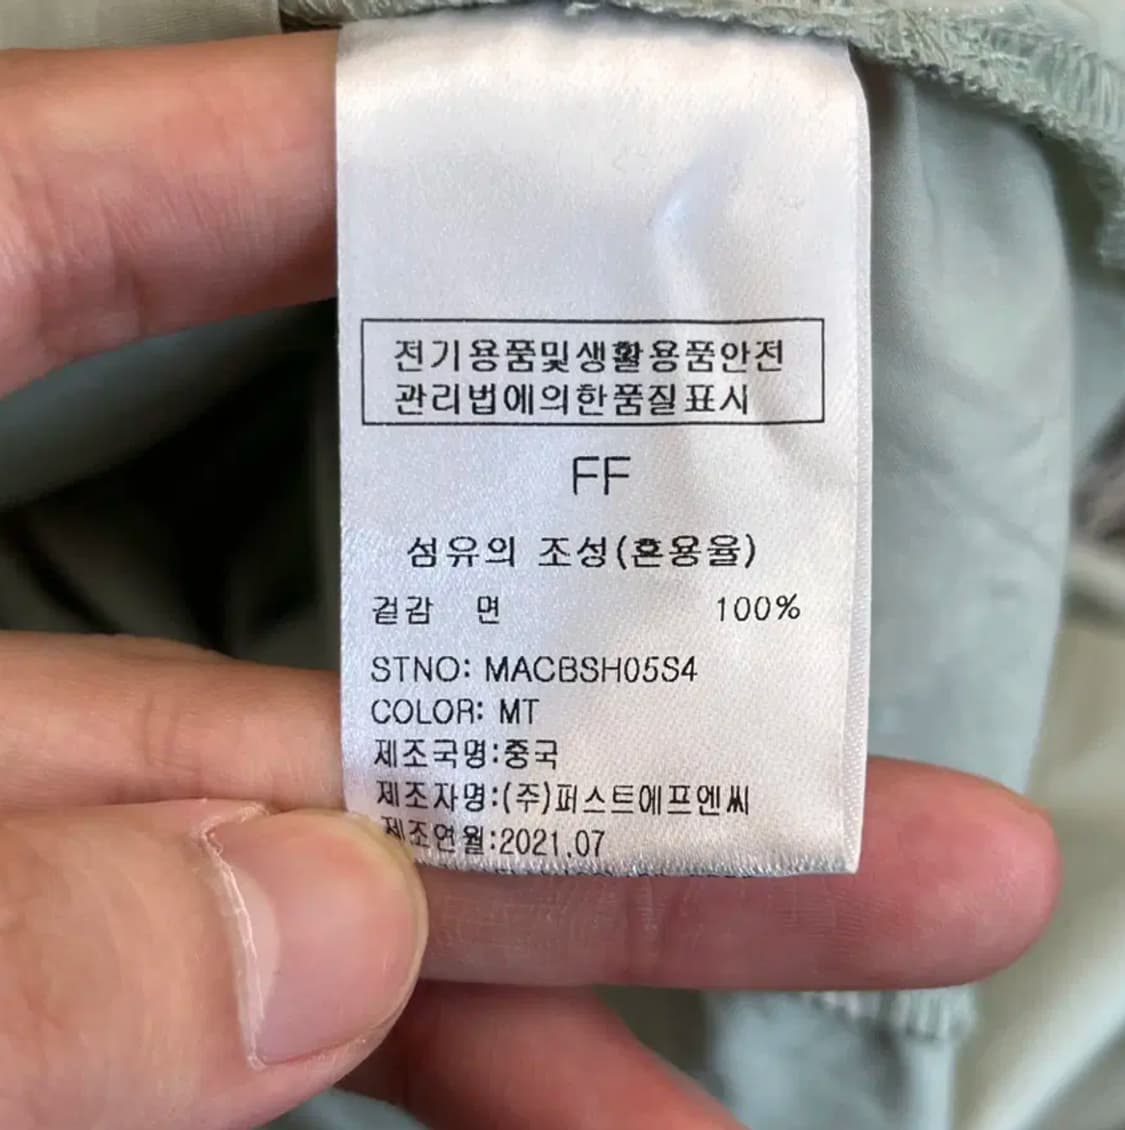 전기용품및생활용품안전
관리법에의한품질표시
FF
섬유의 조성(혼용율)
겉감 면 100%
STNO: MACBSH05S4
COLOR: MT
제조국명:중국
제조자명:(주)퍼스트에프엔씨
제조연월:2021.07